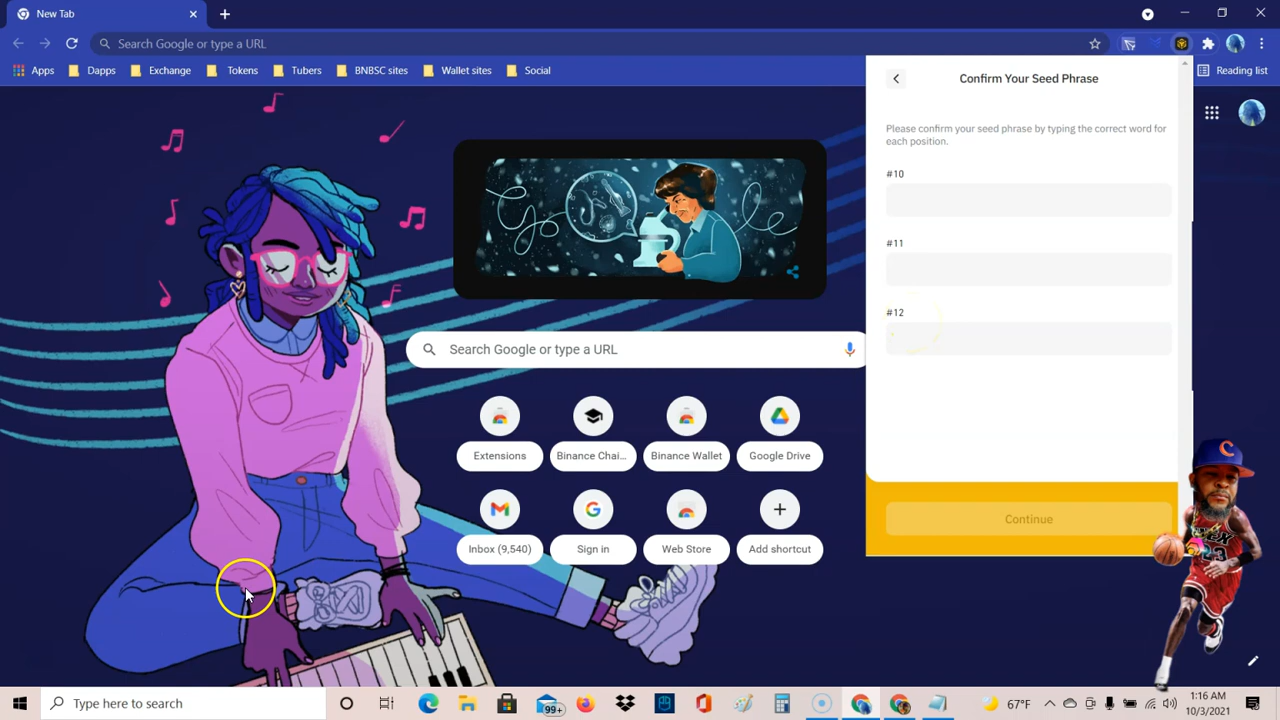 New Tab
Search Google or type a URL
Apps
Dapps
Exchange
Tokens
Tubers
BNBSC sites
Wallet sites
Social
Reading list
Confirm Your Seed Phrase
Please confirm your seed phrase by typing the correct word for
each position.
#10
#11
#12
Continue
Search Google or type a URL
Extensions
Binance Chai...
Binance Wallet
Google Drive
Inbox (9,540)
Sign in
Web Store
Add shortcut
C
23
Type here to search
99+
67°F
1:16 AM
10/3/2021